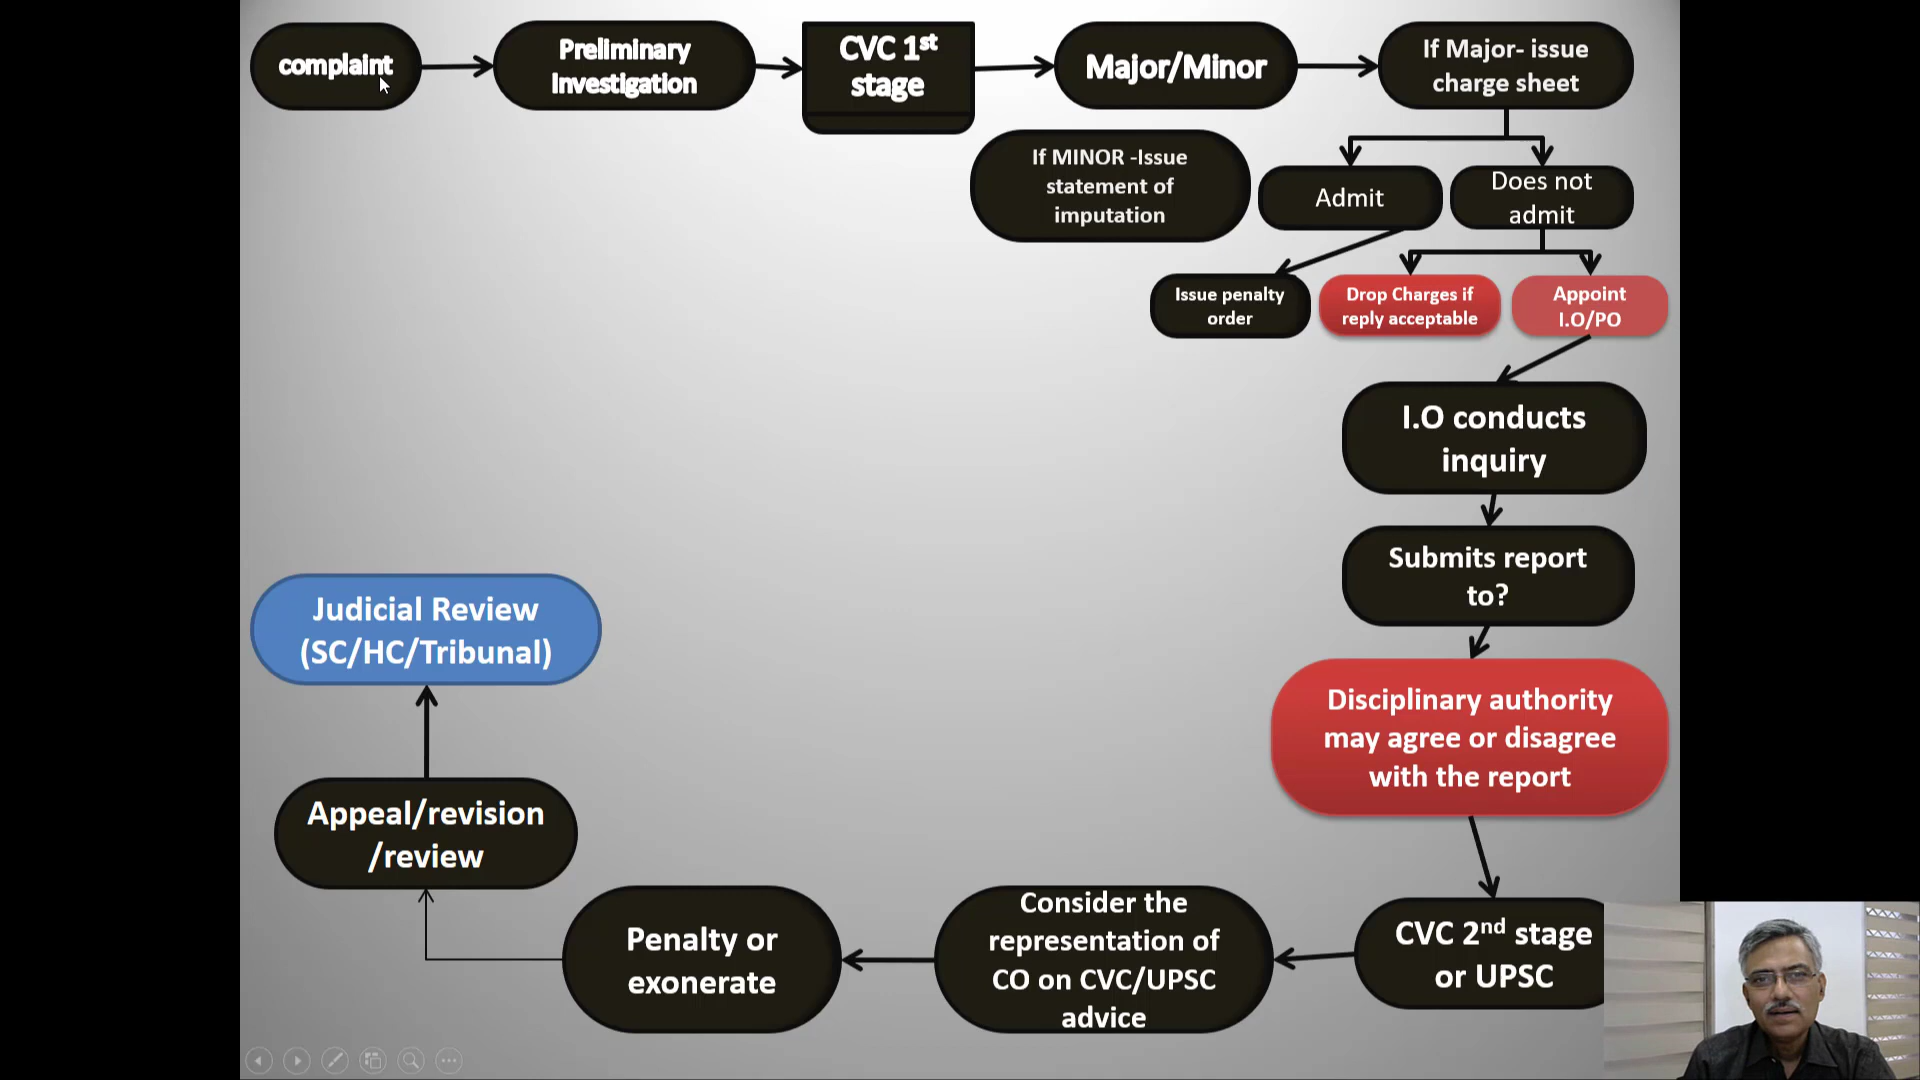 complaint
Preliminary
Investigation
CVC 1st
stage
Major/Minor
If Major- issue
charge sheet
If MINOR -Issue
statement of
imputation
Admit
Does not
admit
Issue penalty
order
Drop Charges if
reply acceptable
Appoint
I.O/PO
I.O conducts
inquiry
Submits report
to?
Disciplinary authority
may agree or disagree
with the report
CVC 2nd stage
or UPSC
Consider the
representation of
CO on CVC/UPSC
advice
Penalty or
exonerate
Appeal/revision
/review
Judicial Review
(SC/HC/Tribunal)